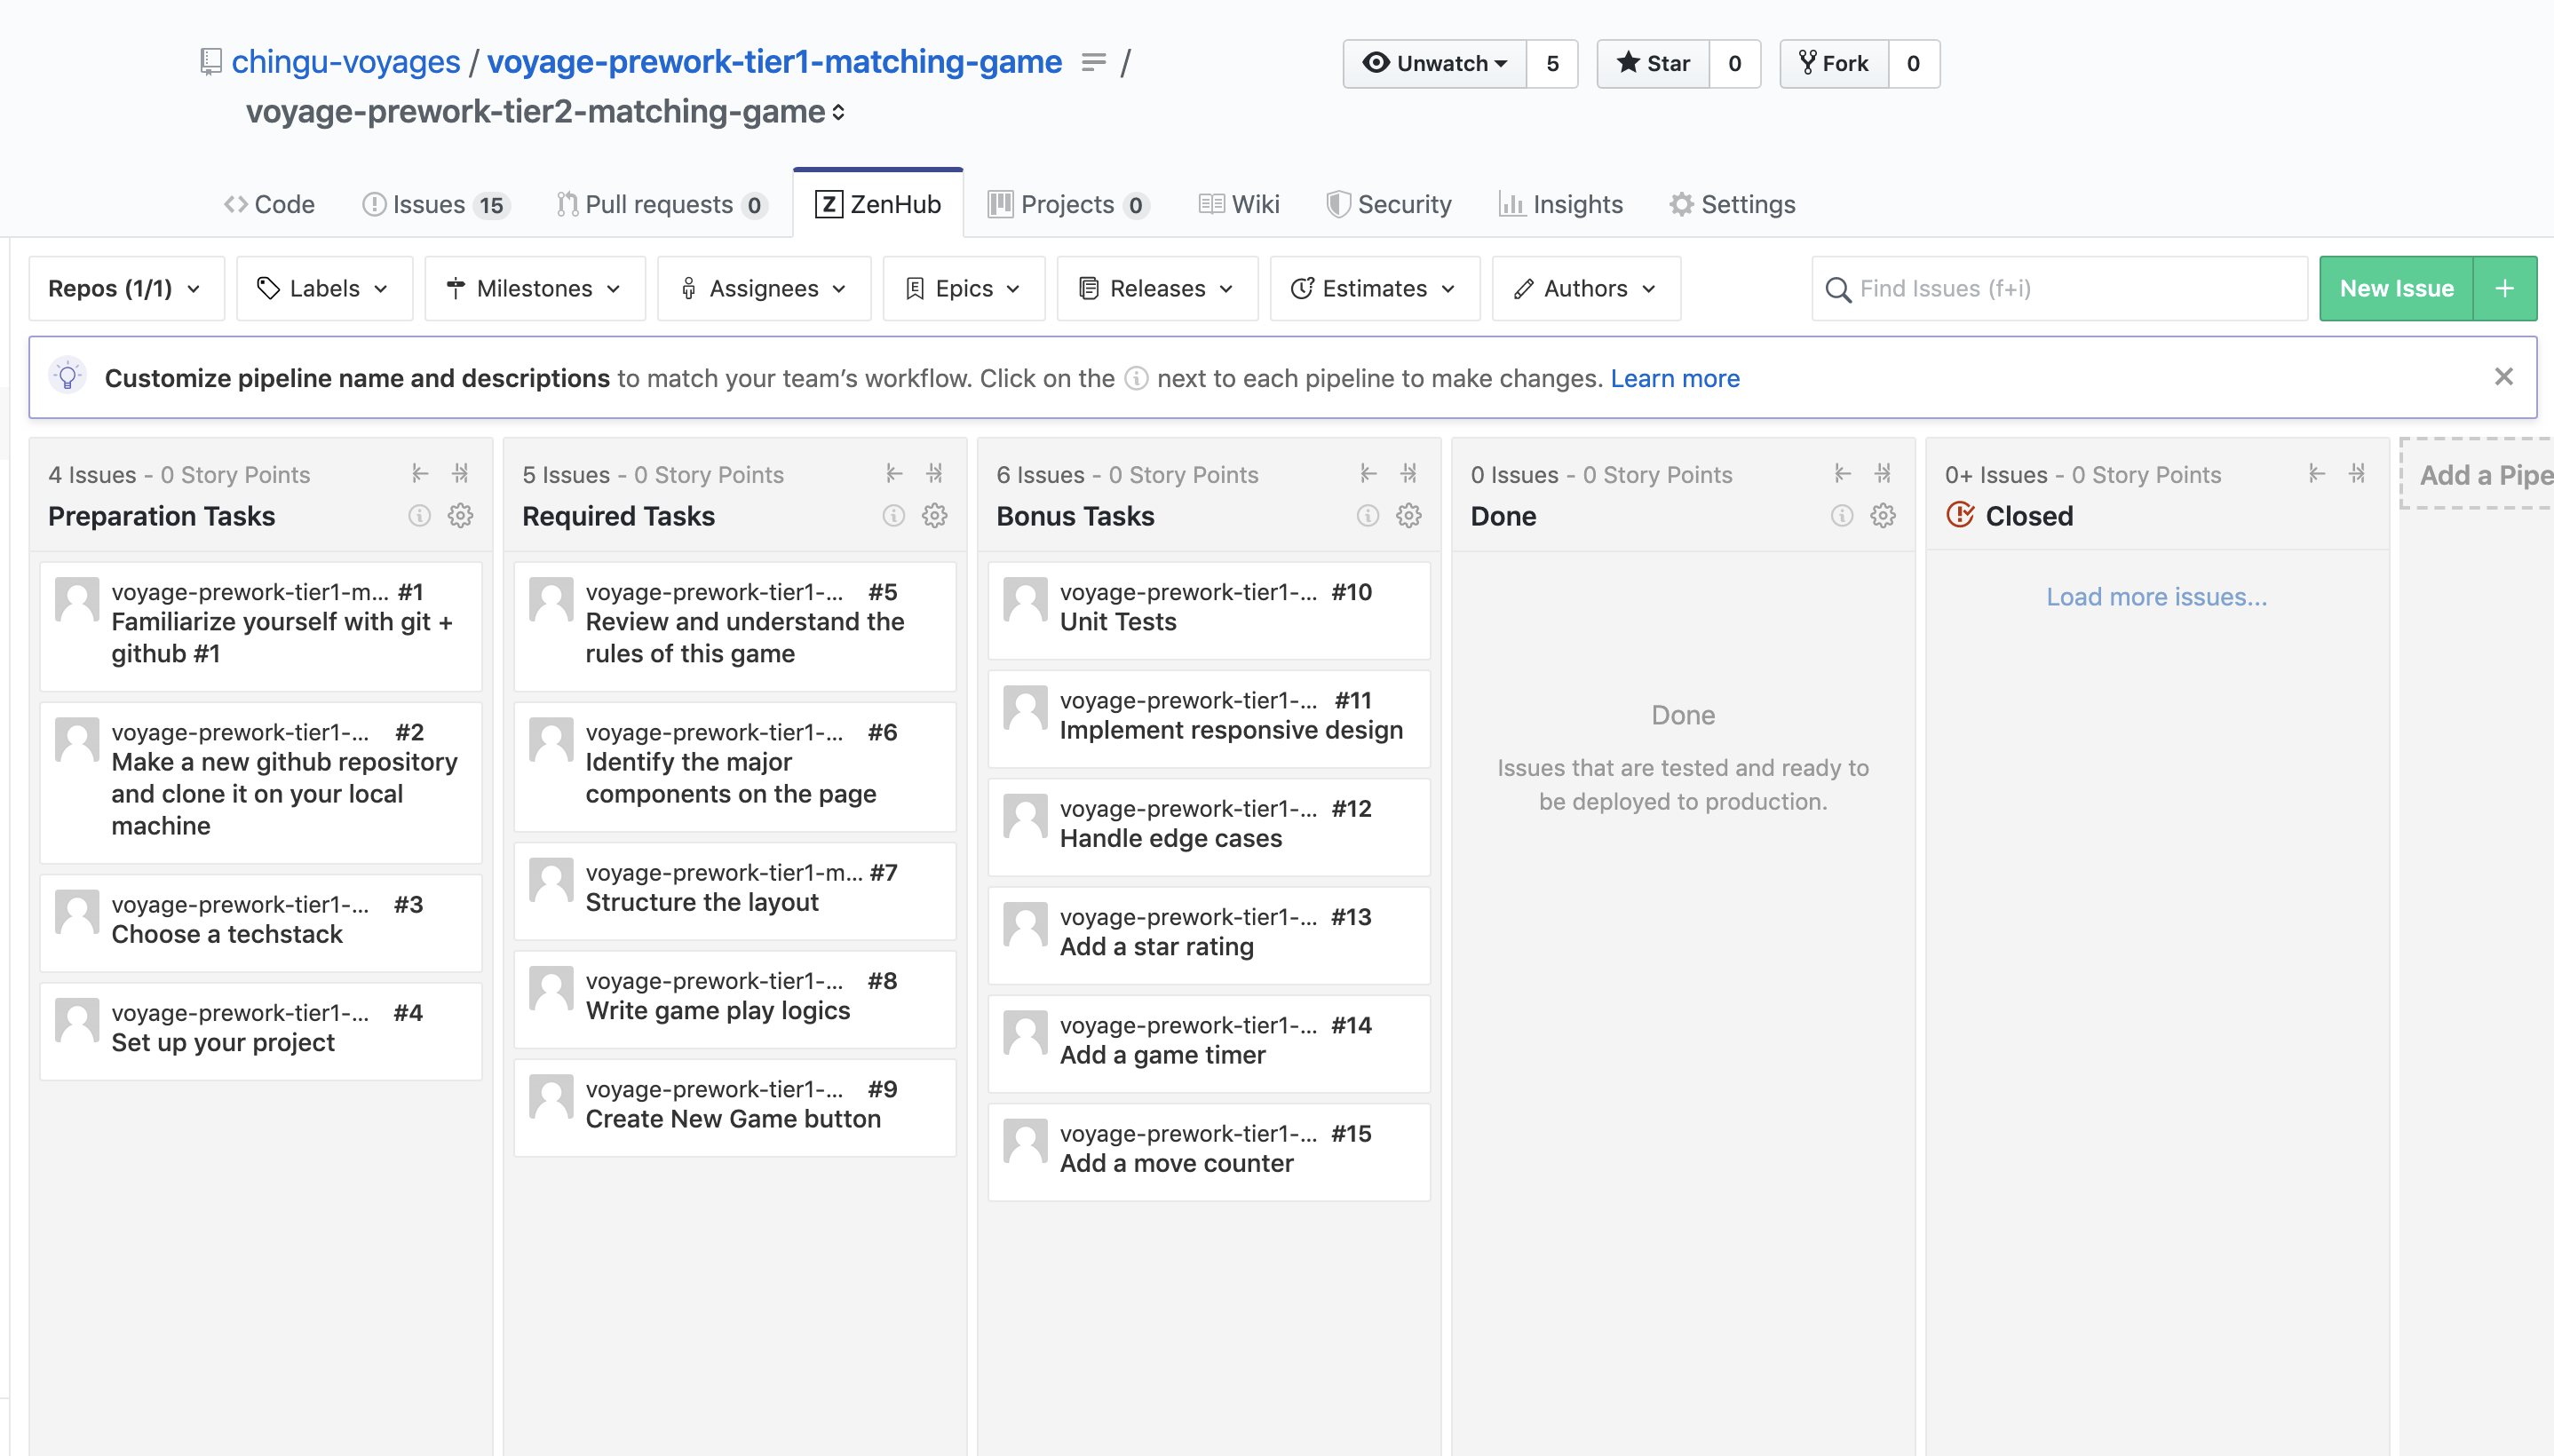 chingu-voyages / voyage-prework-tier1-matching-game /
voyage-prework-tier2-matching-game
Unwatch 5
Star 0
Fork 0
Code
Issues 15
Pull requests 0
Z ZenHub
Projects 0
Wiki
Security
Insights
Settings
Repos (1/1)
Labels
Milestones
Assignees
Epics
Releases
Estimates
Authors
Find Issues (f+i)
New Issue +
Customize pipeline name and descriptions to match your team’s workflow. Click on the next to each pipeline to make changes. Learn more
4 Issues - 0 Story Points
Preparation Tasks
voyage-prework-tier1-m... #1
Familiarize yourself with git +
github #1
voyage-prework-tier1-... #2
Make a new github repository
and clone it on your local
machine
voyage-prework-tier1-... #3
Choose a techstack
voyage-prework-tier1-... #4
Set up your project
5 Issues - 0 Story Points
Required Tasks
voyage-prework-tier1-... #5
Review and understand the
rules of this game
voyage-prework-tier1-... #6
Identify the major
components on the page
voyage-prework-tier1-m... #7
Structure the layout
voyage-prework-tier1-... #8
Write game play logics
voyage-prework-tier1-... #9
Create New Game button
6 Issues - 0 Story Points
Bonus Tasks
voyage-prework-tier1-... #10
Unit Tests
voyage-prework-tier1-... #11
Implement responsive design
voyage-prework-tier1-... #12
Handle edge cases
voyage-prework-tier1-... #13
Add a star rating
voyage-prework-tier1-... #14
Add a game timer
voyage-prework-tier1-... #15
Add a move counter
0 Issues - 0 Story Points
Done
Done
Issues that are tested and ready to
be deployed to production.
0+ Issues - 0 Story Points
Closed
Load more issues...
Add a Pipe